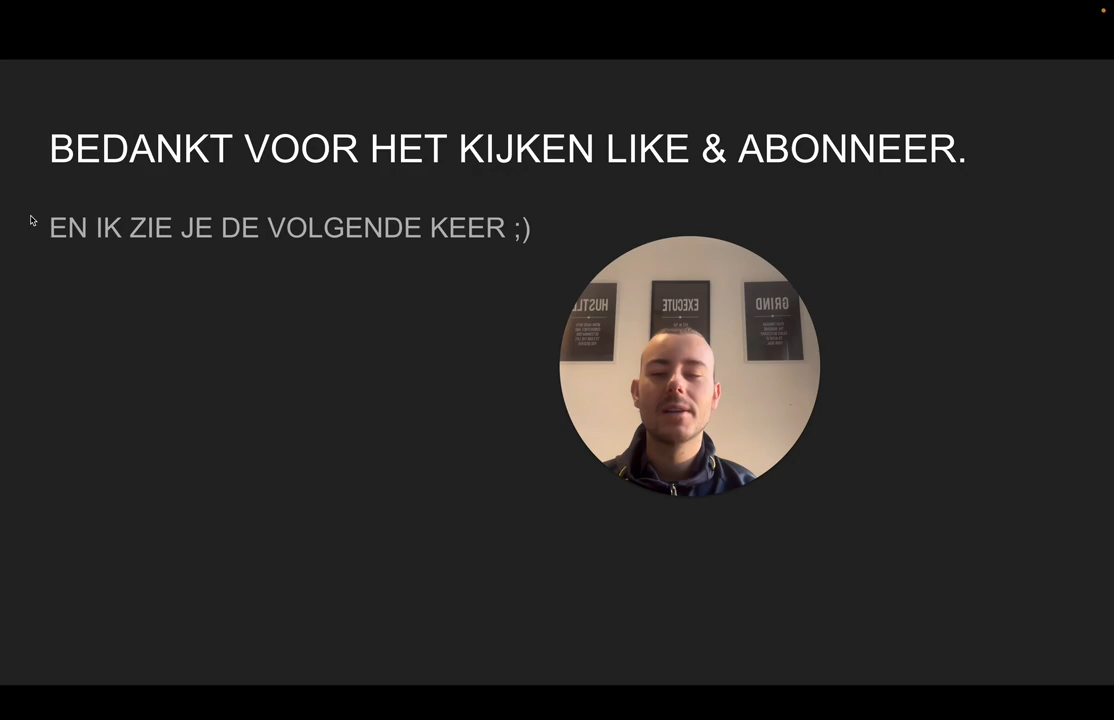 BEDANKT VOOR HET KIJKEN LIKE & ABONNEER.
EN IK ZIE JE DE VOLGENDE KEER ;)
HUSTLE
EXECUTE
GRIND